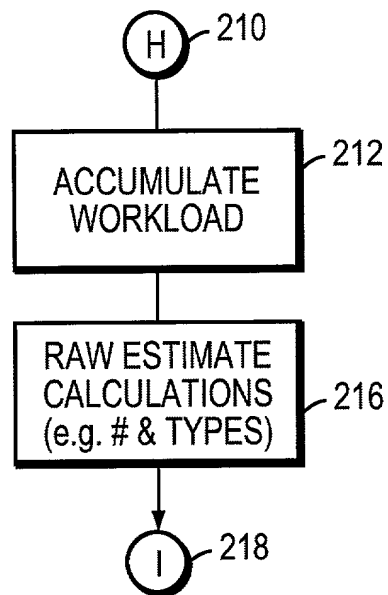 H
210
ACCUMULATE
WORKLOAD
212
RAW ESTIMATE
CALCULATIONS
(e.g. # & TYPES)
216
I
218